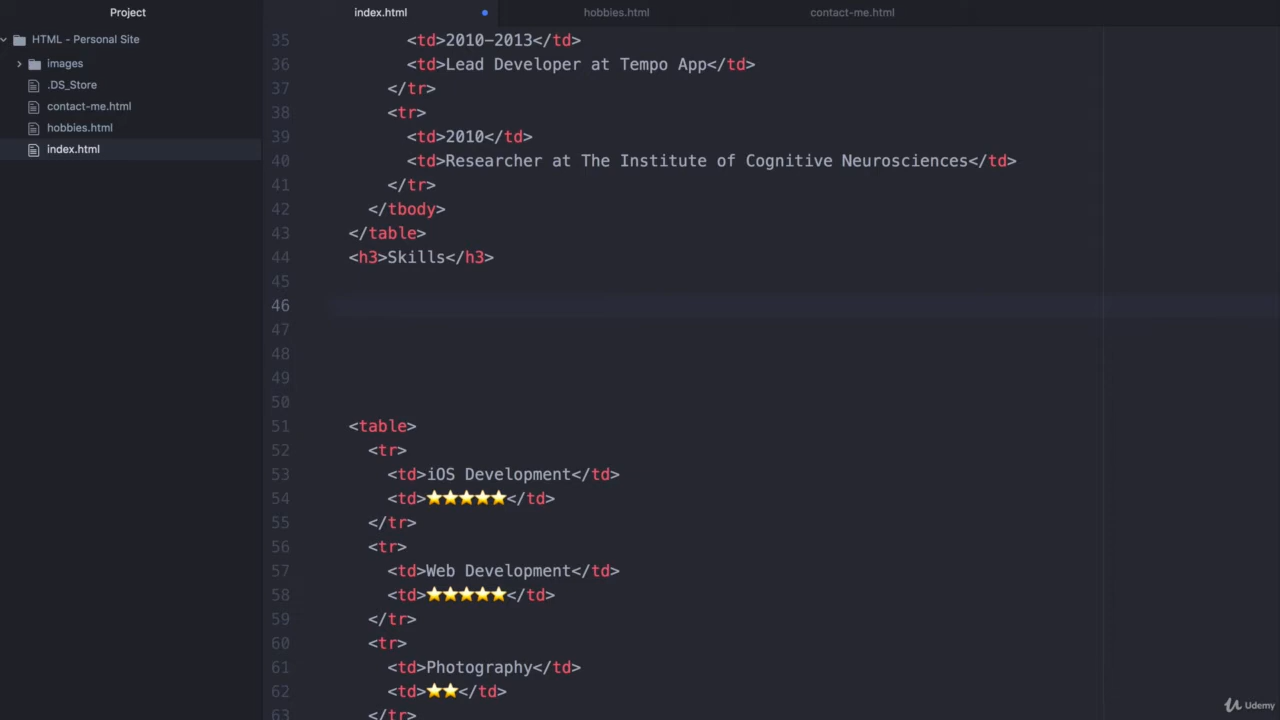 Project
index.html
hobbies.html
contact-me.html
HTML - Personal Site
images
.DS_Store
contact-me.html
hobbies.html
index.html
35 <td>2010-2013</td>
36 <td>Lead Developer at Tempo App</td>
37 </tr>
38 <tr>
39 <td>2010</td>
40 <td>Researcher at The Institute of Cognitive Neurosciences</td>
41 </tr>
42 </tbody>
43 </table>
44 <h3>Skills</h3>
45
46
47
48
49
50
51 <table>
52 <tr>
53 <td>iOS Development</td>
54 <td>⭐⭐⭐⭐⭐</td>
55 </tr>
56 <tr>
57 <td>Web Development</td>
58 <td>⭐⭐⭐⭐⭐</td>
59 </tr>
60 <tr>
61 <td>Photography</td>
62 <td>⭐⭐</td>
63 </tr>
Udemy